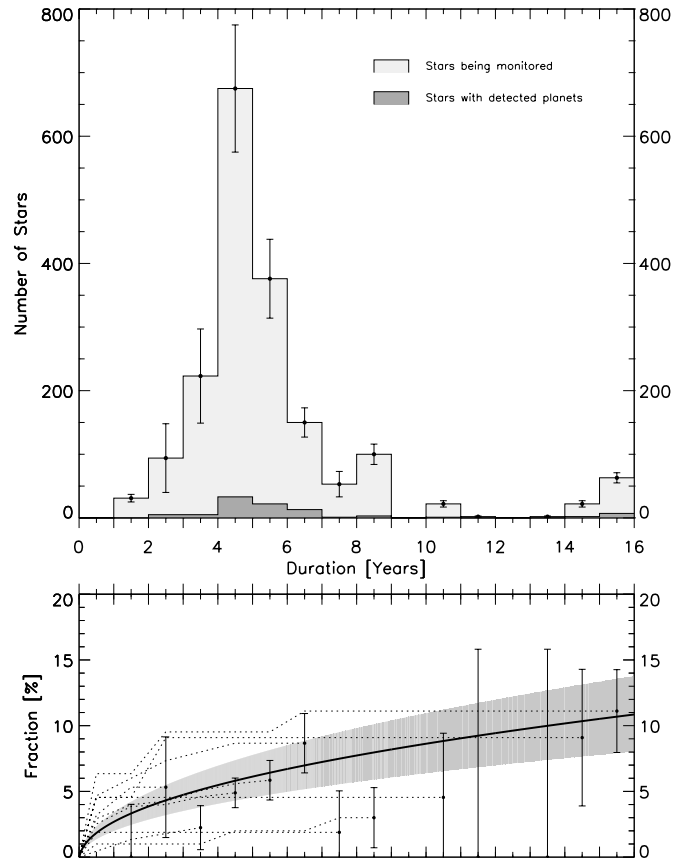 800 800
Stars being monitored
Stars with detected planets
600 600
Number of Stars
400 400
200 200
0 0
0 2 4 6 8 10 12 14 16
Duration [Years]
20 20
15 15
Fraction [%]
10 10
5 5
0 0